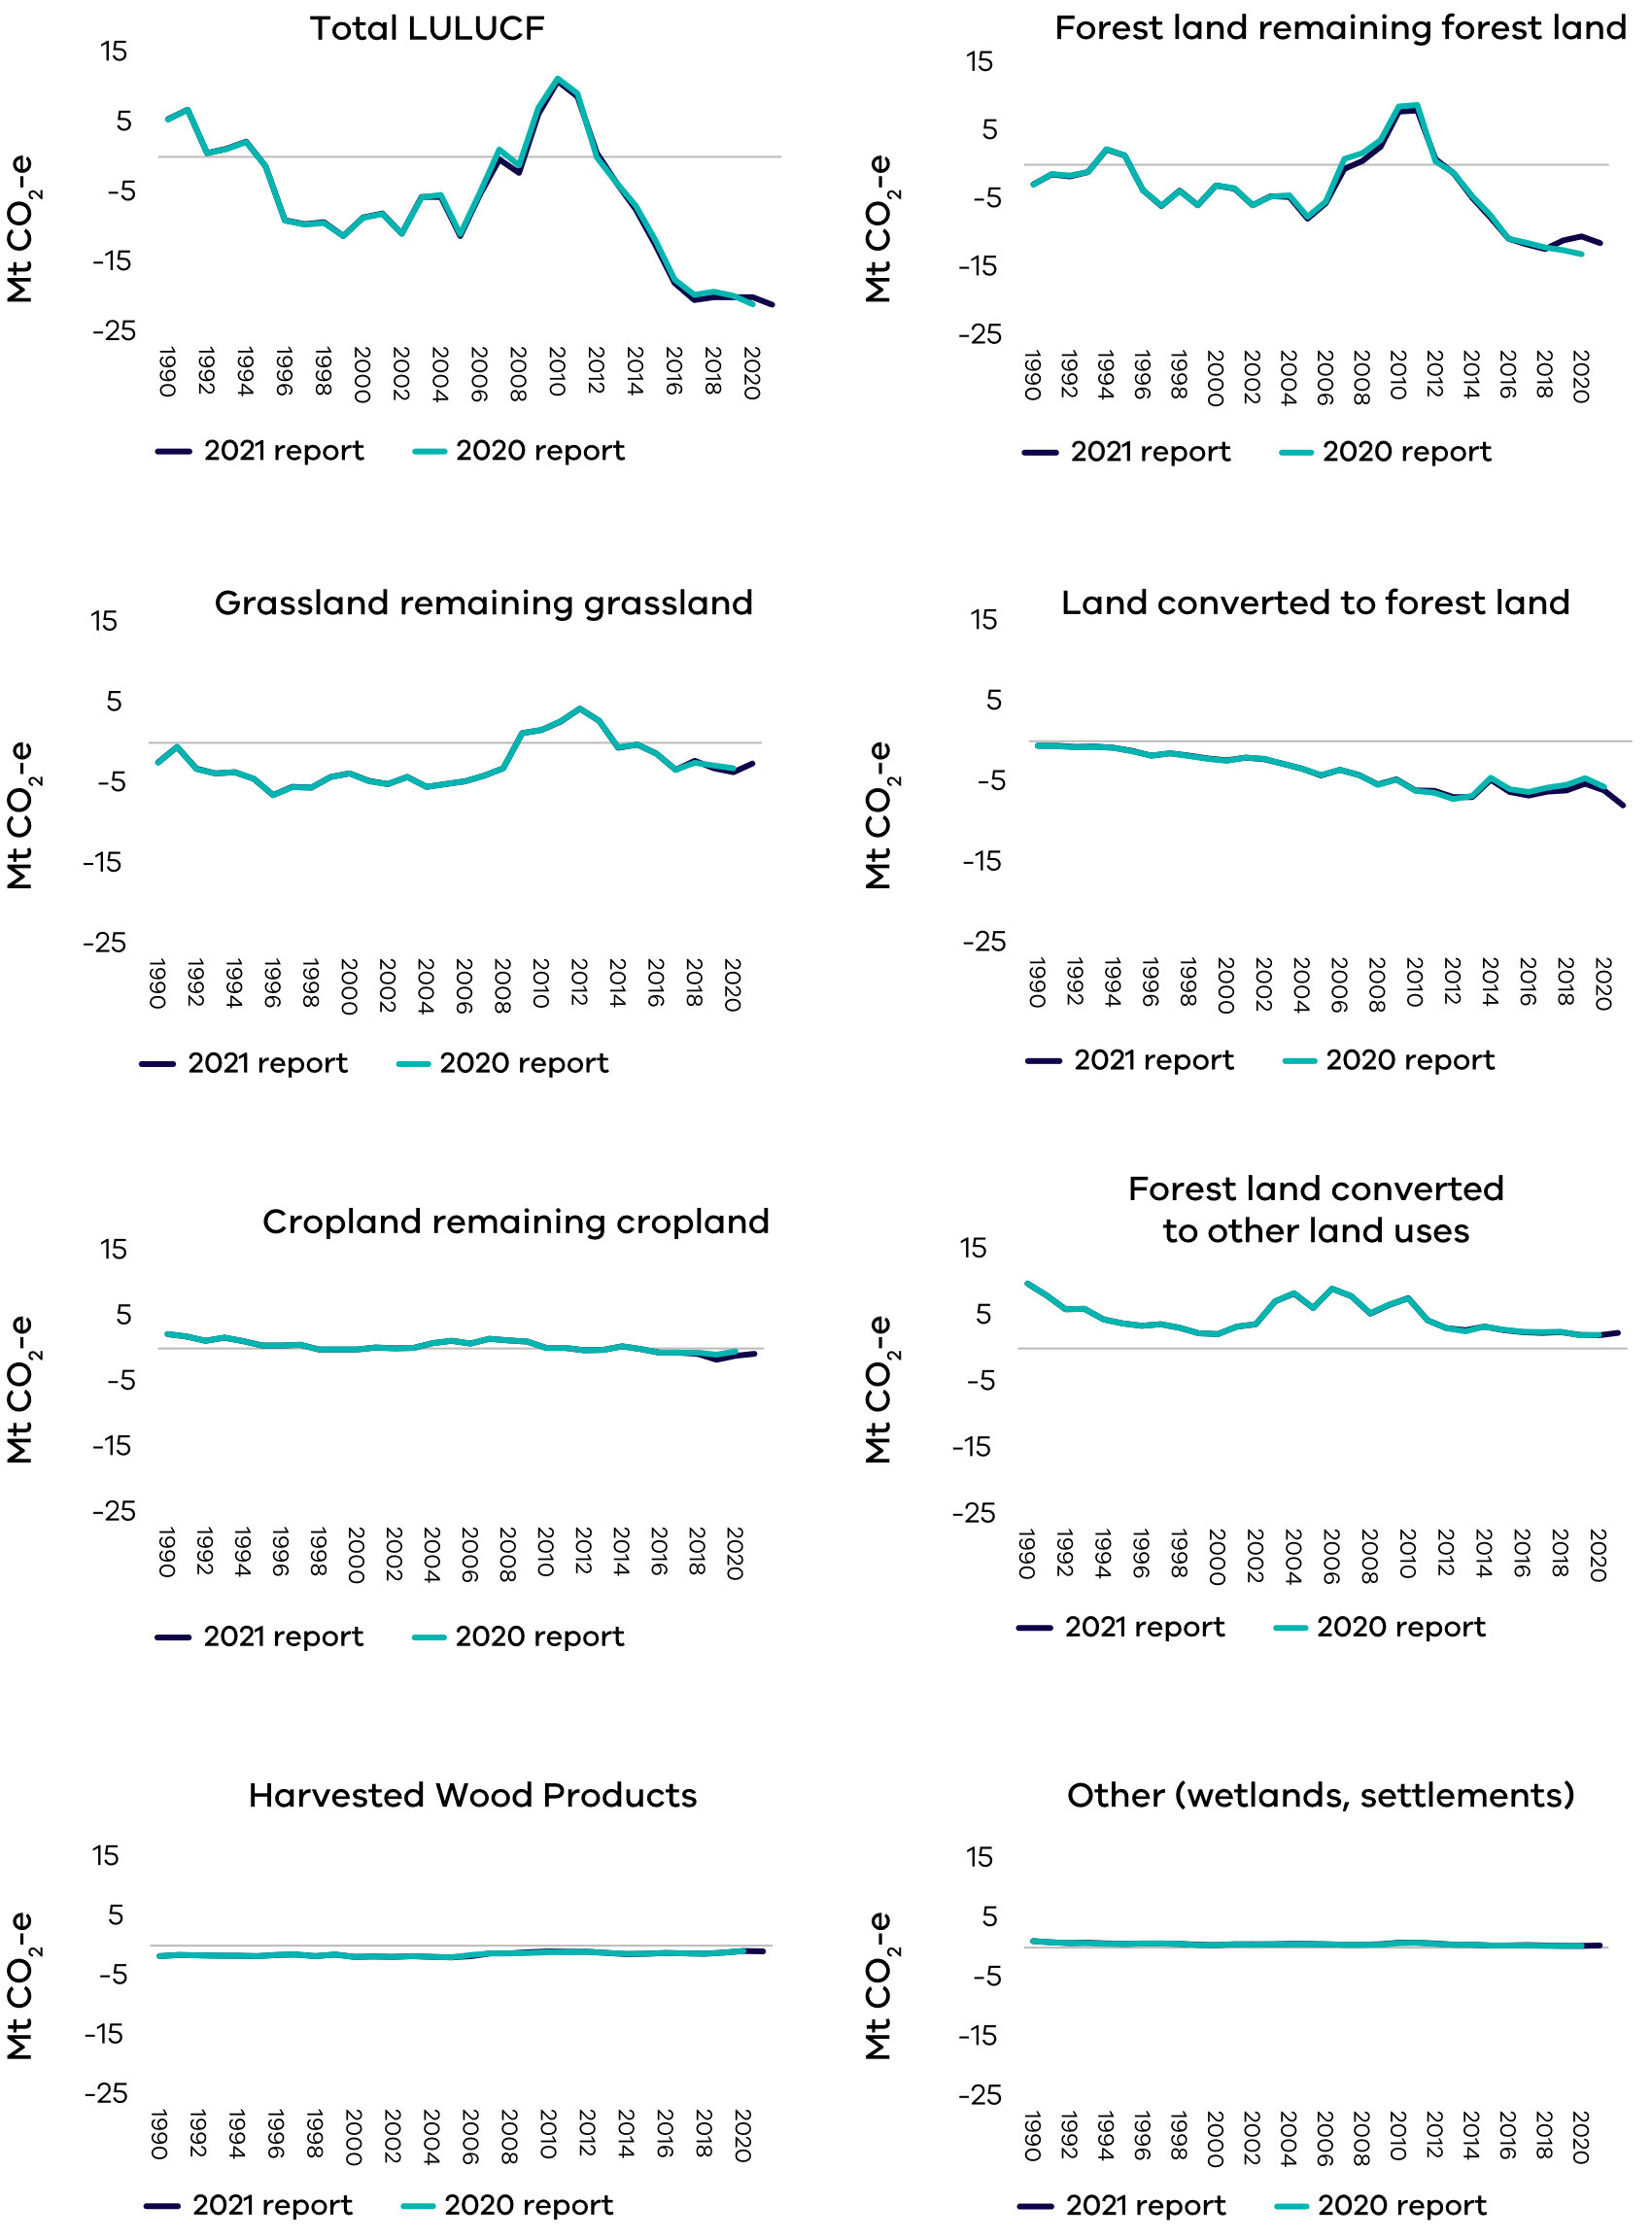 Total LULUCF
15
5
-5
-15
-25
Mt CO2-e
1990 1992 1994 1996 1998 2000 2002 2004 2006 2008 2010 2012 2014 2016 2018 2020
2021 report 2020 report
Forest land remaining forest land
15
5
-5
-15
-25
Mt CO2-e
1990 1992 1994 1996 1998 2000 2002 2004 2006 2008 2010 2012 2014 2016 2018 2020
2021 report 2020 report
Grassland remaining grassland
15
5
-5
-15
-25
Mt CO2-e
1990 1992 1994 1996 1998 2000 2002 2004 2006 2008 2010 2012 2014 2016 2018 2020
2021 report 2020 report
Land converted to forest land
15
5
-5
-15
-25
Mt CO2-e
1990 1992 1994 1996 1998 2000 2002 2004 2006 2008 2010 2012 2014 2016 2018 2020
2021 report 2020 report
Cropland remaining cropland
15
5
-5
-15
-25
Mt CO2-e
1990 1992 1994 1996 1998 2000 2002 2004 2006 2008 2010 2012 2014 2016 2018 2020
2021 report 2020 report
Forest land converted
to other land uses
15
5
-5
-15
-25
Mt CO2-e
1990 1992 1994 1996 1998 2000 2002 2004 2006 2008 2010 2012 2014 2016 2018 2020
2021 report 2020 report
Harvested Wood Products
15
5
-5
-15
-25
Mt CO2-e
1990 1992 1994 1996 1998 2000 2002 2004 2006 2008 2010 2012 2014 2016 2018 2020
2021 report 2020 report
Other (wetlands, settlements)
15
5
-5
-15
-25
Mt CO2-e
1990 1992 1994 1996 1998 2000 2002 2004 2006 2008 2010 2012 2014 2016 2018 2020
2021 report 2020 report